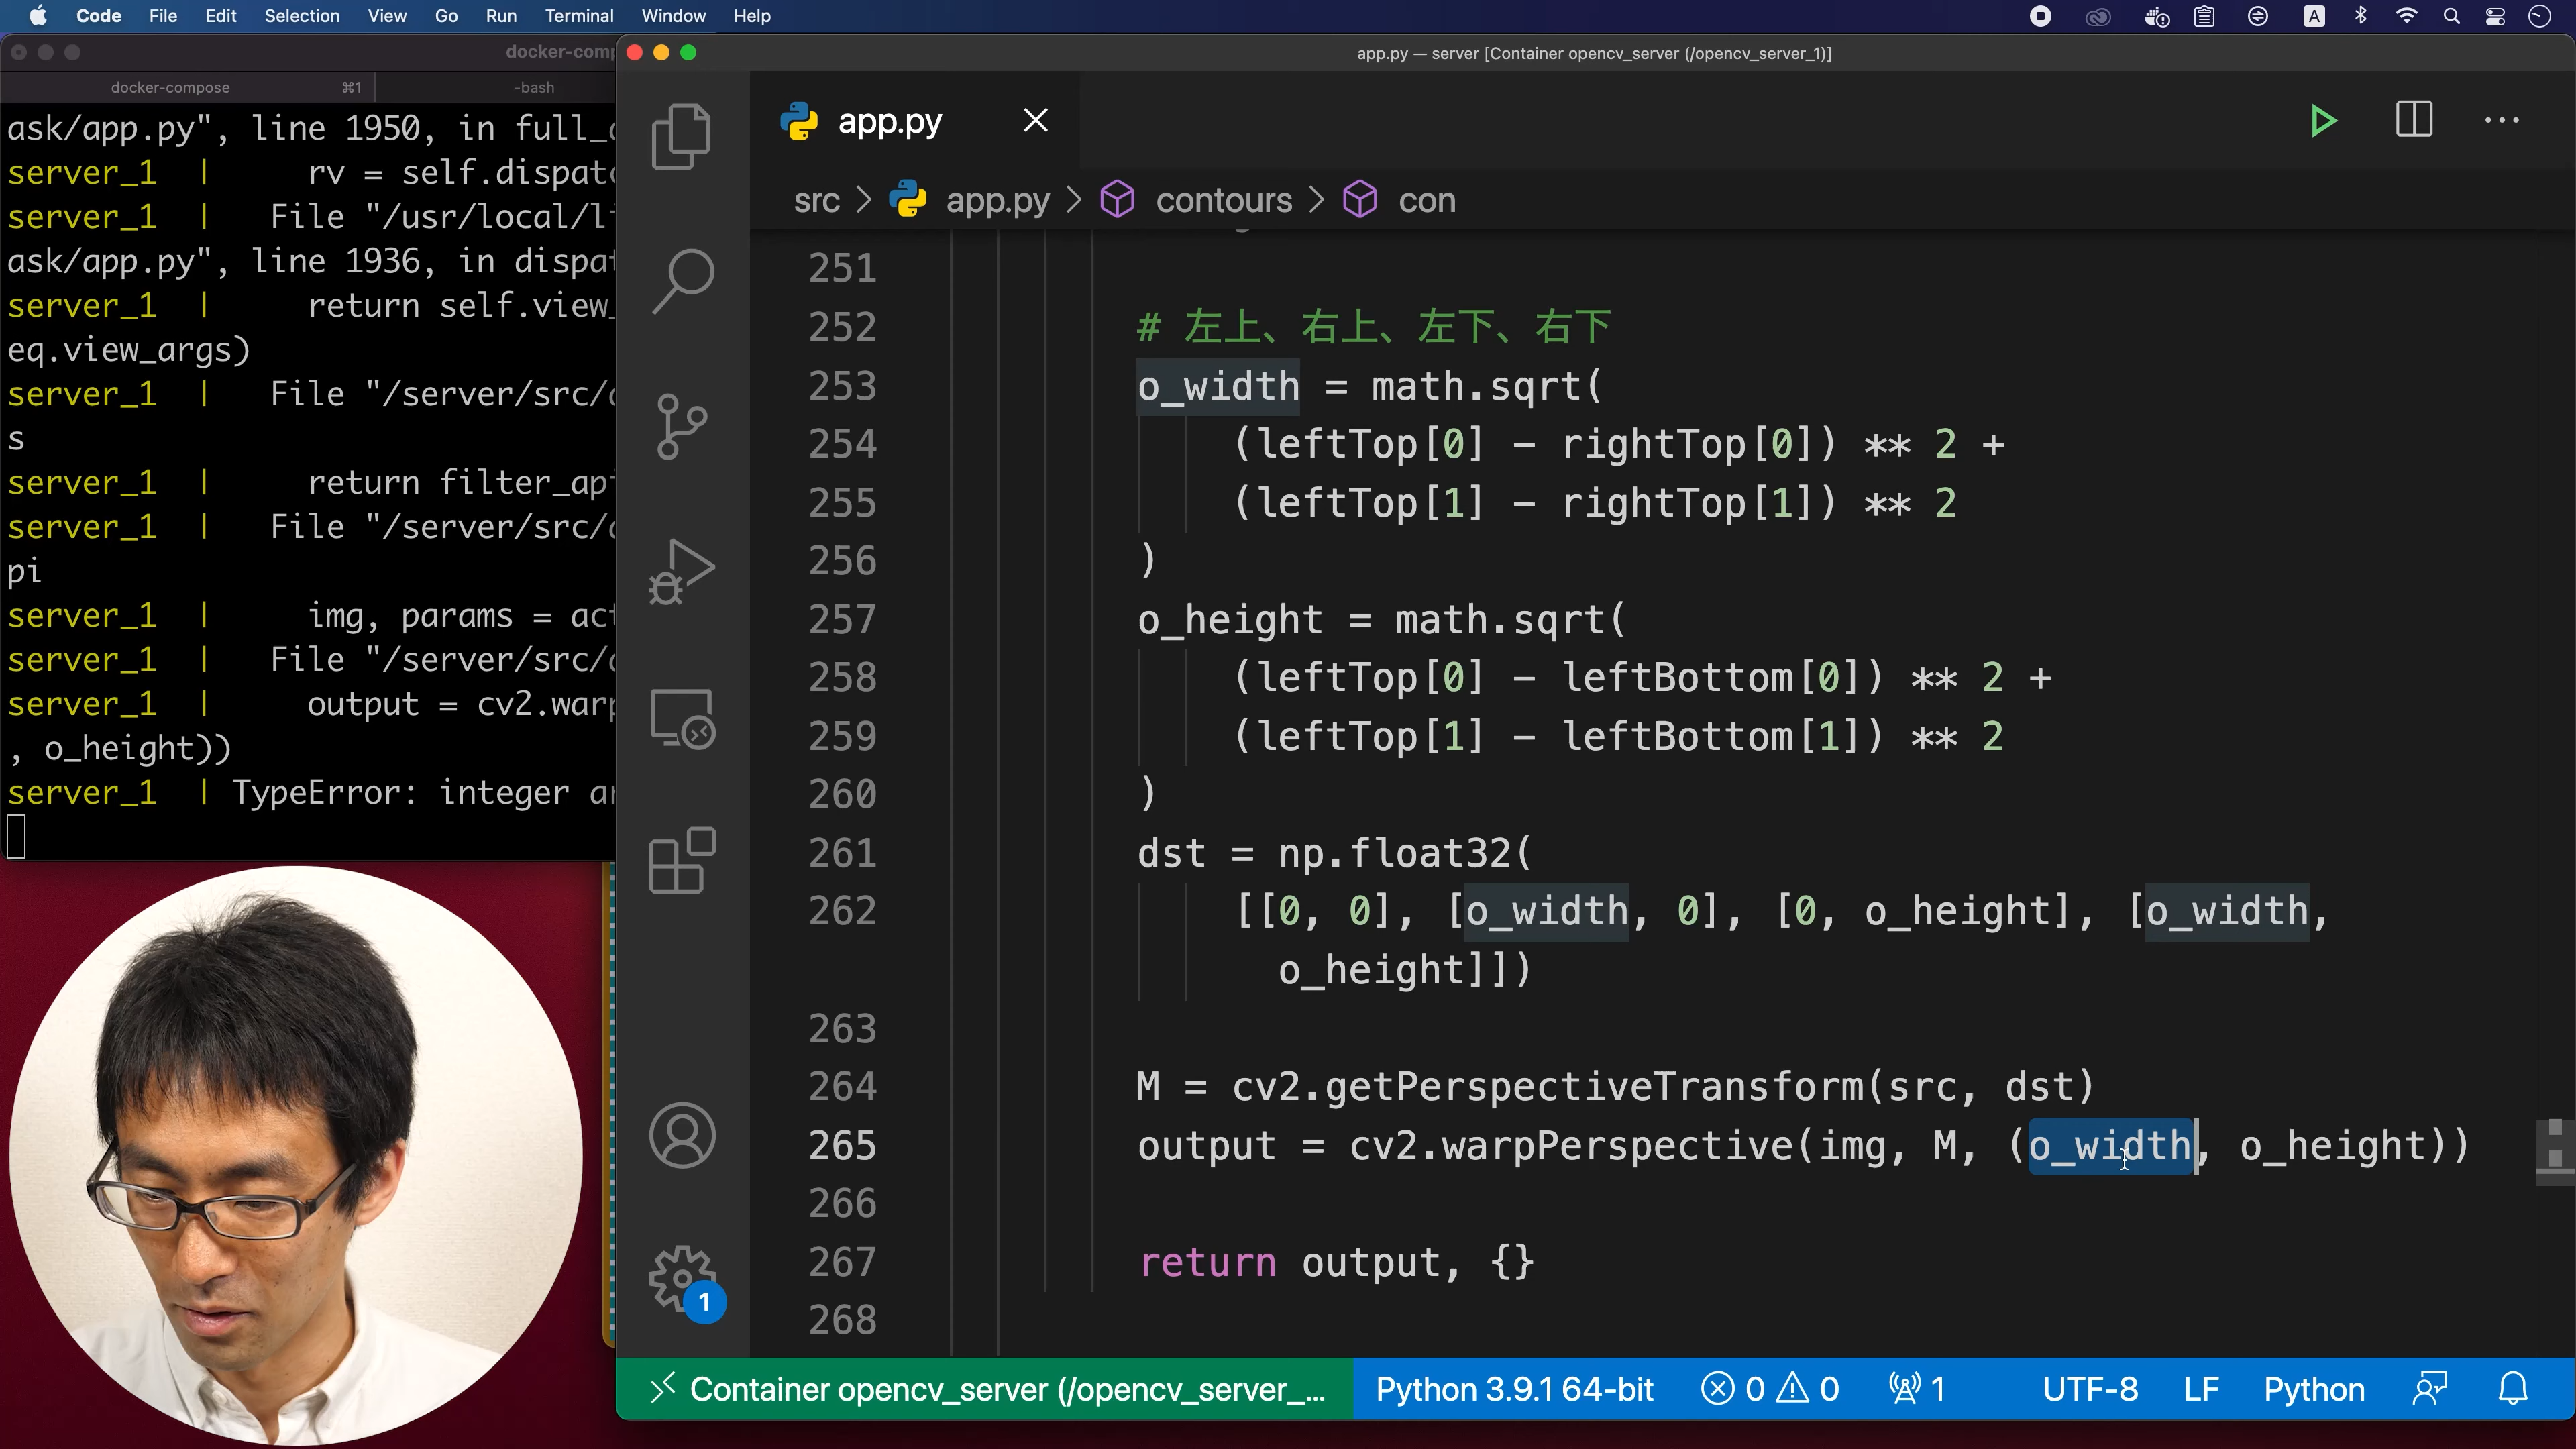 Code File Edit Selection View Go Run Terminal Window Help
docker-comp
docker-compose ⌘1 -bash
ask/app.py", line 1950, in full_
server_1 | rv = self.dispatc
server_1 | File "/usr/local/li
ask/app.py", line 1936, in dispat
server_1 | return self.view_
eq.view_args)
server_1 | File "/server/src/
s
server_1 | return filter_api
server_1 | File "/server/src/
pi
server_1 | img, params = act
server_1 | File "/server/src/
server_1 | output = cv2.warp
, o_height))
server_1 | TypeError: integer ar
app.py — server [Container opencv_server (/opencv_server_1)]
app.py
src > app.py > contours > con
251
252 # 左上、右上、左下、右下
253 o_width = math.sqrt(
254 (leftTop[0] - rightTop[0]) ** 2 +
255 (leftTop[1] - rightTop[1]) ** 2
256 )
257 o_height = math.sqrt(
258 (leftTop[0] - leftBottom[0]) ** 2 +
259 (leftTop[1] - leftBottom[1]) ** 2
260 )
261 dst = np.float32(
262 [[0, 0], [o_width, 0], [0, o_height], [o_width,
o_height]])
263
264 M = cv2.getPerspectiveTransform(src, dst)
265 output = cv2.warpPerspective(img, M, (o_width, o_height))
266
267 return output, {}
268
1
Container opencv_server (/opencv_server_... Python 3.9.1 64-bit 0 0 1 UTF-8 LF Python